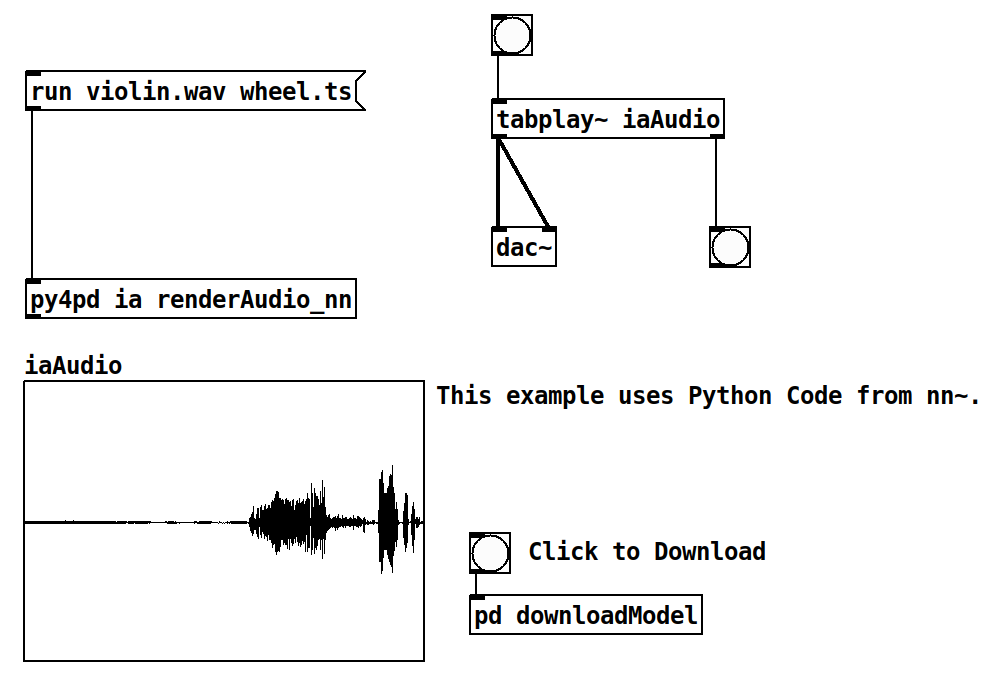 run violin.wav wheel.ts
tabplay~ iaAudio
dac~
py4pd ia renderAudio_nn
iaAudio
This example uses Python Code from nn~.
Click to Download
pd downloadModel